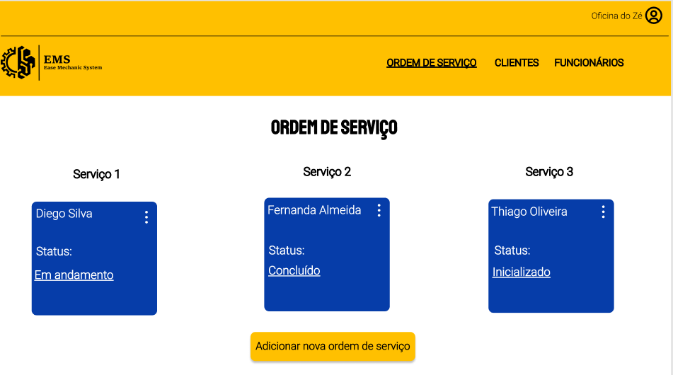 Oficina do Zé
EMS
Ease Mechanic System
ORDEM DE SERVIÇO CLIENTES FUNCIONÁRIOS
ORDEM DE SERVIÇO
Serviço 1
Serviço 2
Serviço 3
Diego Silva
Status:
Em andamento
Fernanda Almeida
Status:
Concluído
Thiago Oliveira
Status:
Inicializado
Adicionar nova ordem de serviço